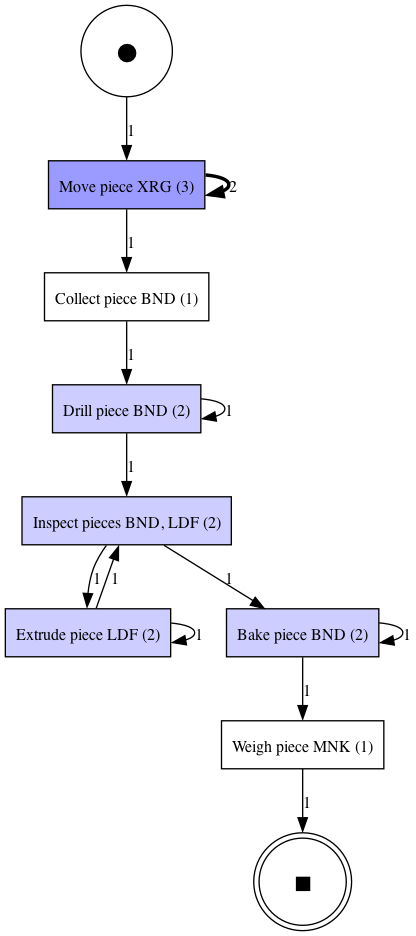 1
Move piece XRG (3)
2
1
Collect piece BND (1)
1
Drill piece BND (2)
1
1
Inspect pieces BND, LDF (2)
1
1
1
Extrude piece LDF (2)
1
Bake piece BND (2)
1
1
Weigh piece MNK (1)
1